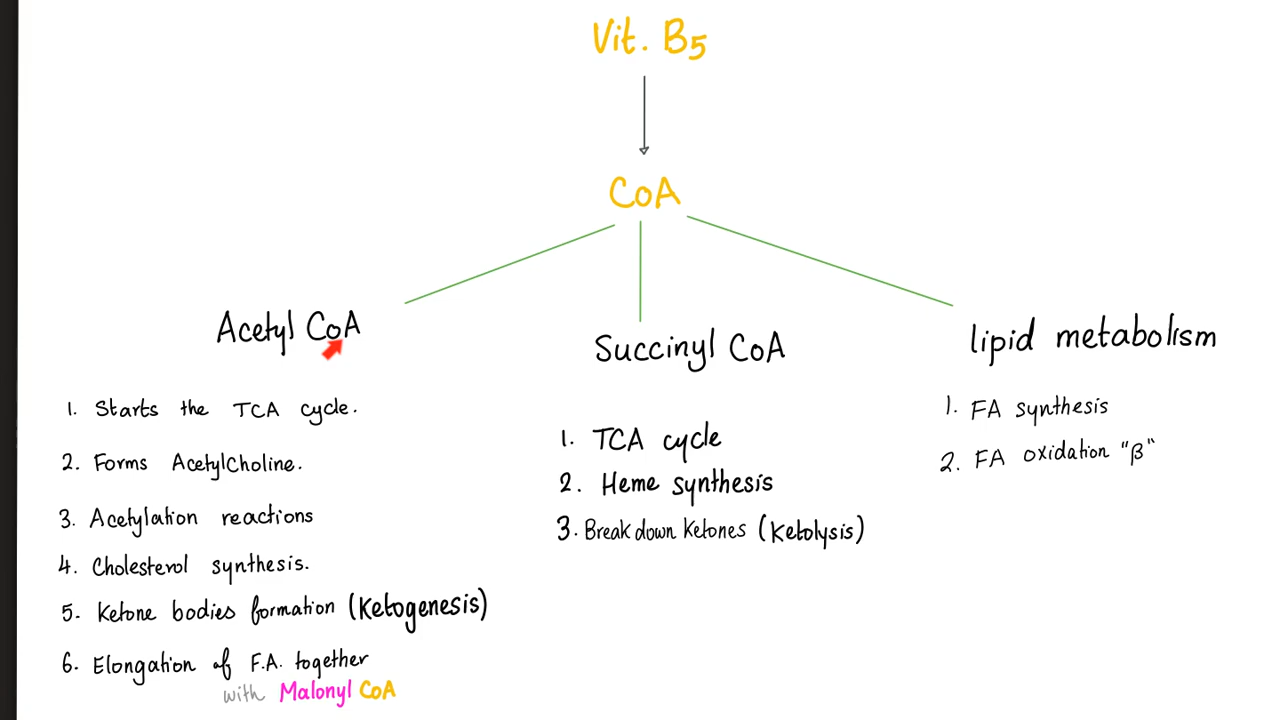 Vit. B5
CoA
Acetyl CoA
1. Starts the TCA cycle.
2. Forms AcetylCholine.
3. Acetylation reactions
4. Cholesterol synthesis.
5. Ketone bodies formation (Ketogenesis)
6. Elongation of F.A. together
with Malonyl CoA
Succinyl CoA
1. TCA cycle
2. Heme synthesis
3. Break down Ketones (Ketolysis)
lipid metabolism
1. FA synthesis
2. FA oxidation "β"